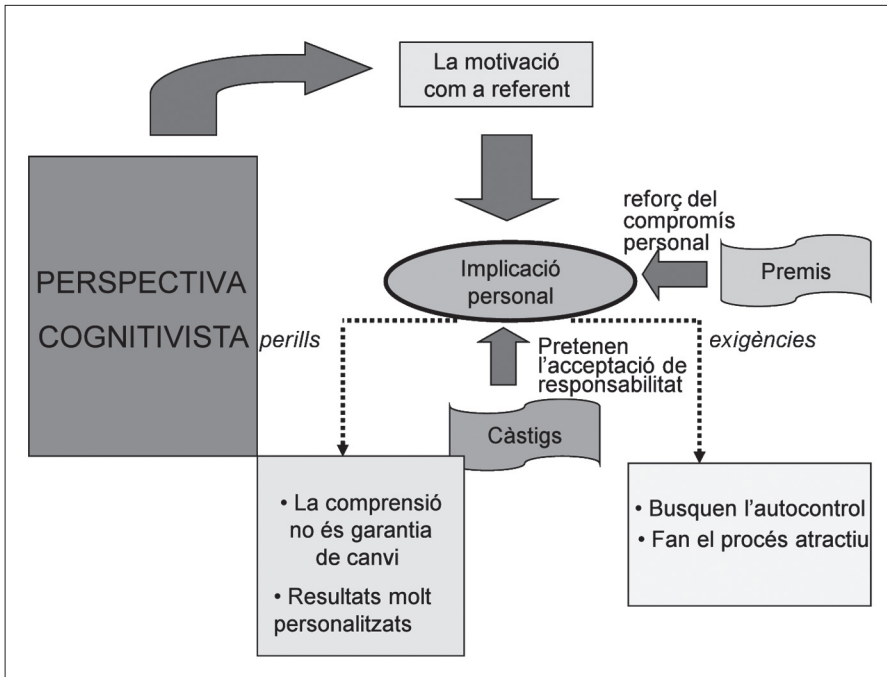 La motivació
com a referent
PERSPECTIVA
COGNITIVISTA
reforç del
compromís
personal
Premis
Implicació
personal
perills
exigències
Pretenen
l’acceptació de
responsabilitat
Càstigs
• La comprensió
no és garantia
de canvi
• Resultats molt
personalitzats
• Busquen l’autocontrol
• Fan el procés atractiu